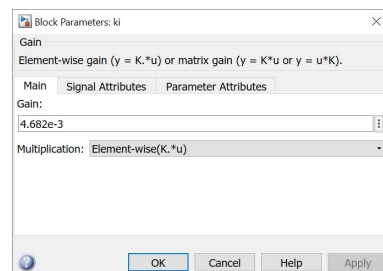 Block Parameters: ki
Gain
Element-wise gain (y = K.*u) or matrix gain (y = K*u or y = u*K).
Main Signal Attributes Parameter Attributes
Gain:
4.682e-3
Multiplication: Element-wise(K.*u)
OK Cancel Help Apply